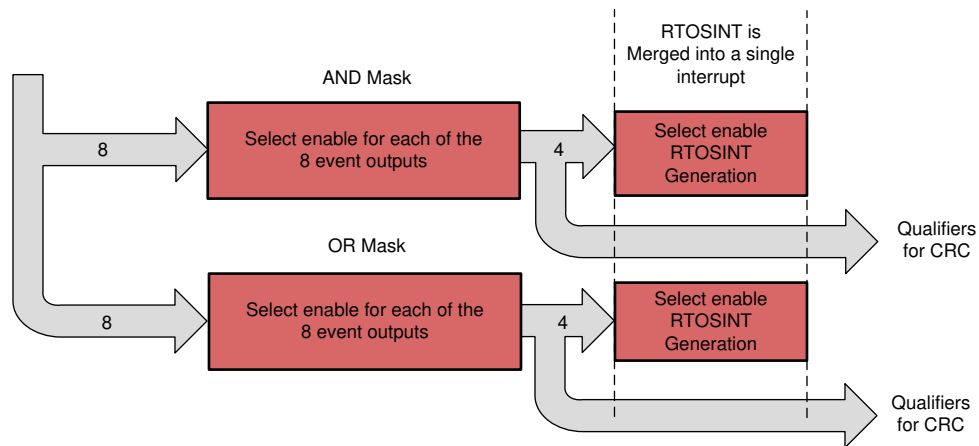 RTOSINT is
Merged into a single
interrupt
AND Mask
8
Select enable for each of the
8 event outputs
4
Select enable
RTOSINT
Generation
Qualifiers
for CRC
OR Mask
8
Select enable for each of the
8 event outputs
4
Select enable
RTOSINT
Generation
Qualifiers
for CRC